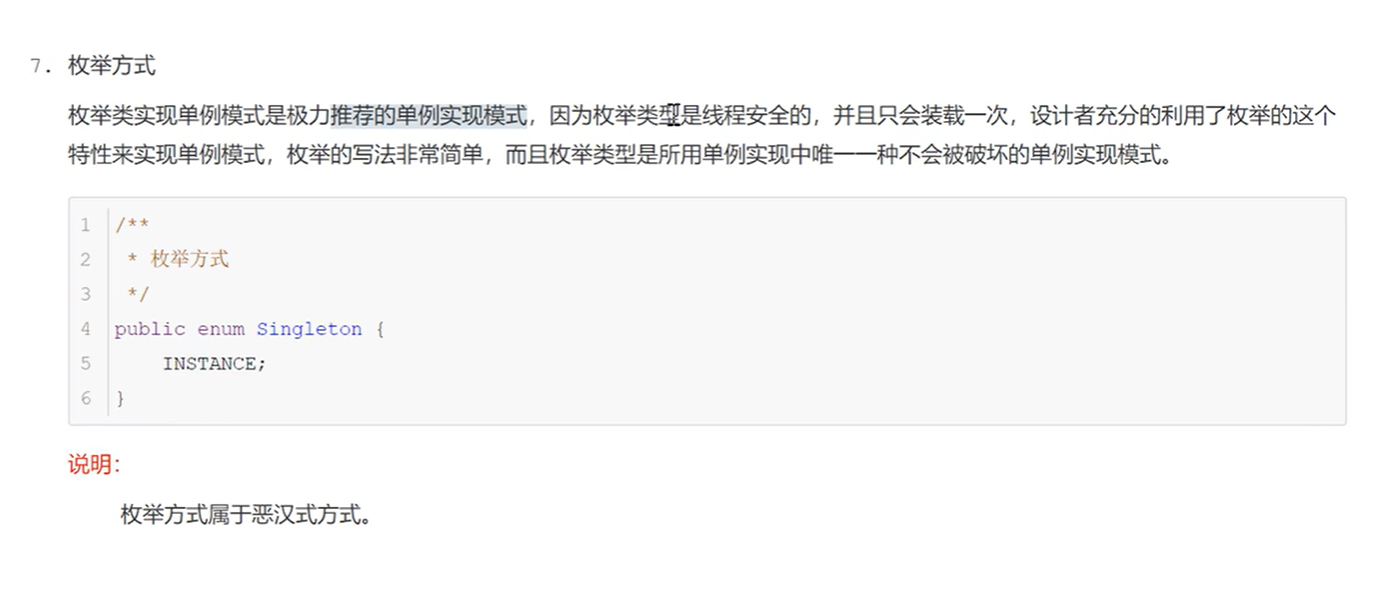 7. 枚举方式
枚举类实现单例模式是极力推荐的单例实现模式，因为枚举类型是线程安全的，并且只会装载一次，设计者充分的利用了枚举的这个
特性来实现单例模式，枚举的写法非常简单，而且枚举类型是所用单例实现中唯一一种不会被破坏的单例实现模式。
1 /**
2  * 枚举方式
3  */
4 public enum Singleton {
5     INSTANCE;
6 }
说明：
枚举方式属于恶汉式方式。